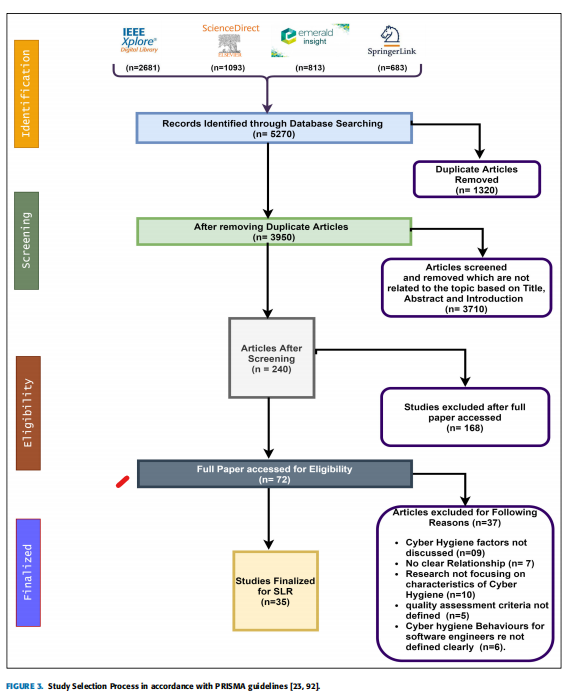 IEEE
Xplore®
Digital Library
ScienceDirect
ELSEVIER
emerald
insight
SpringerLink
(n=2681)
(n=1093)
(n=813)
(n=683)
Identification
Records Identified through Database Searching
(n= 5270)
Duplicate Articles
Removed
(n= 1320)
Screening
After removing Duplicate Articles
(n= 3950)
Articles screened
and removed which are not
related to the topic based on Title,
Abstract and Introduction
(n= 3710)
Articles After
Screening
(n = 240)
Eligibility
Studies excluded after full
paper accessed
(n= 168)
Full Paper accessed for Eligibility
(n= 72)
Finalized
Articles excluded for Following
Reasons (n=37)
• Cyber Hygiene factors not
discussed (n=09)
• No clear Relationship (n= 7)
• Research not focusing on
characteristics of Cyber
Hygiene (n=10)
• quality assessment criteria not
defined (n=5)
• Cyber hygiene Behaviours for
software engineers re not
defined clearly (n=6).
Studies Finalized
for SLR
(n=35)
FIGURE 3. Study Selection Process in accordance with PRISMA guidelines [23, 92].